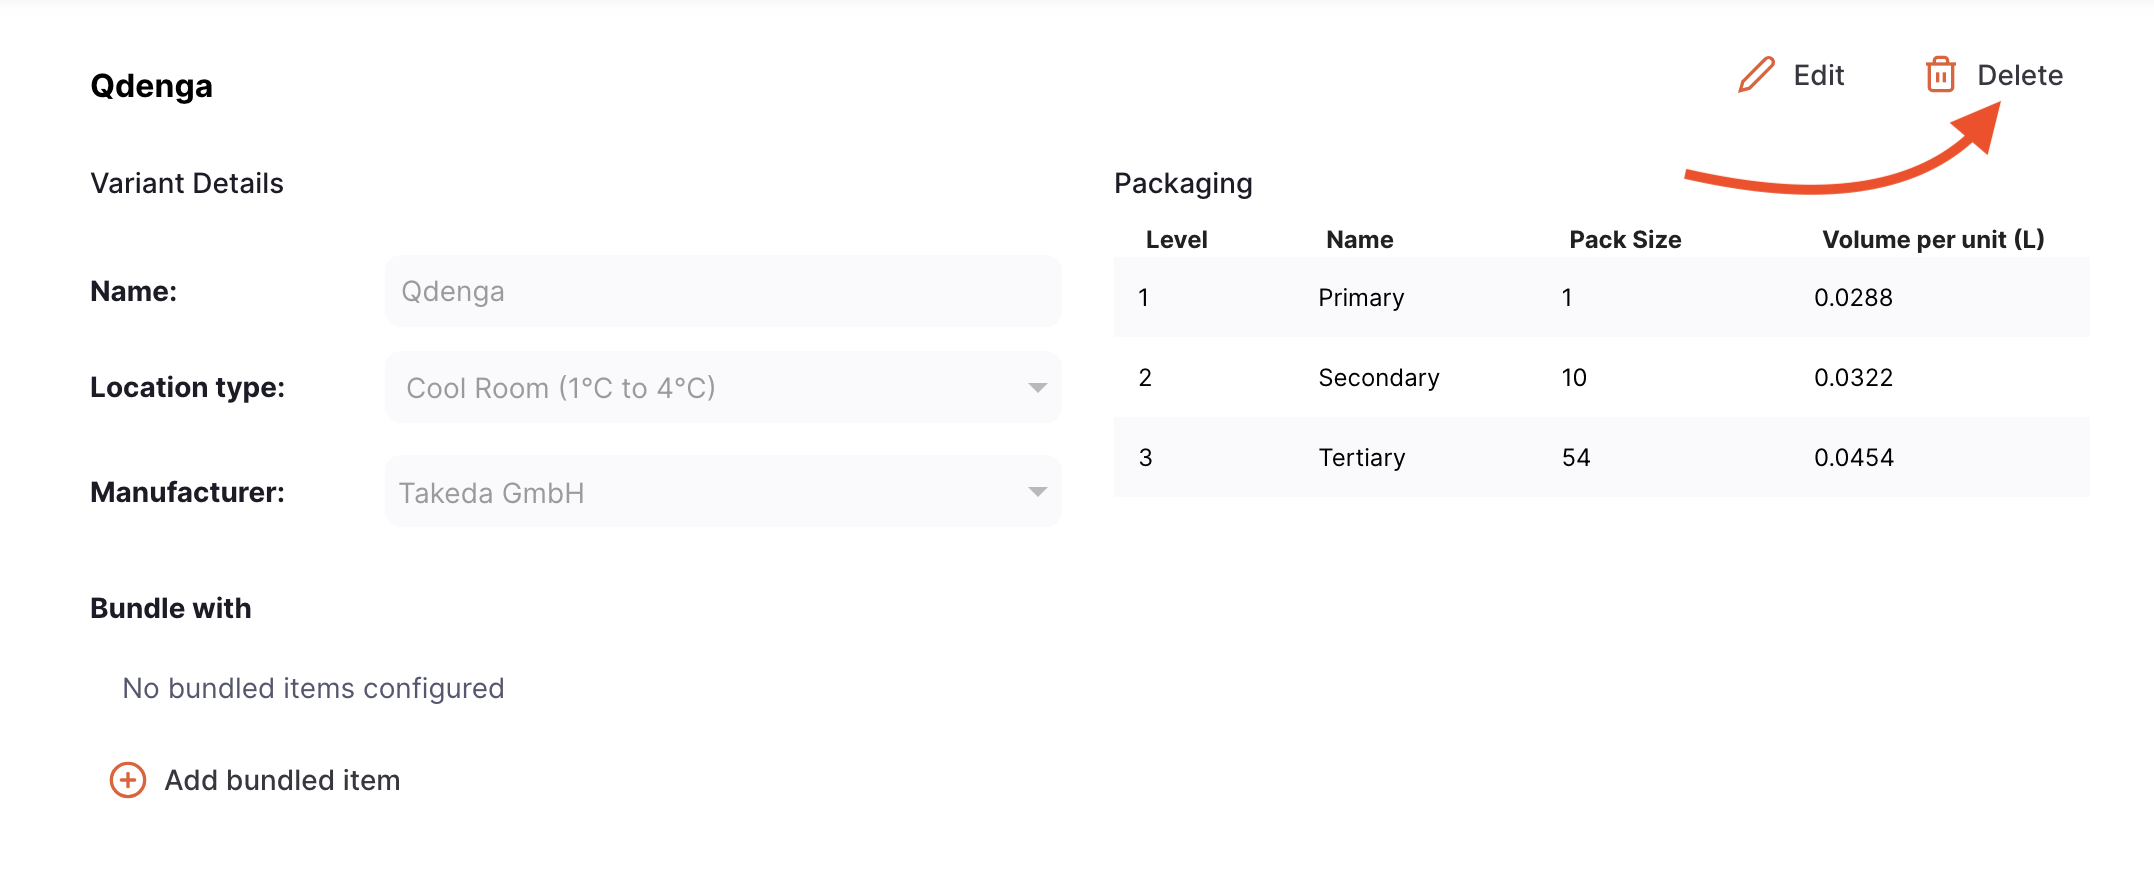 Qdenga
Edit
Delete
Variant Details
Name: Qdenga
Location type: Cool Room (1°C to 4°C)
Manufacturer: Takeda GmbH
Packaging
Level Name Pack Size Volume per unit (L)
1 Primary 1 0.0288
2 Secondary 10 0.0322
3 Tertiary 54 0.0454
Bundle with
No bundled items configured
Add bundled item